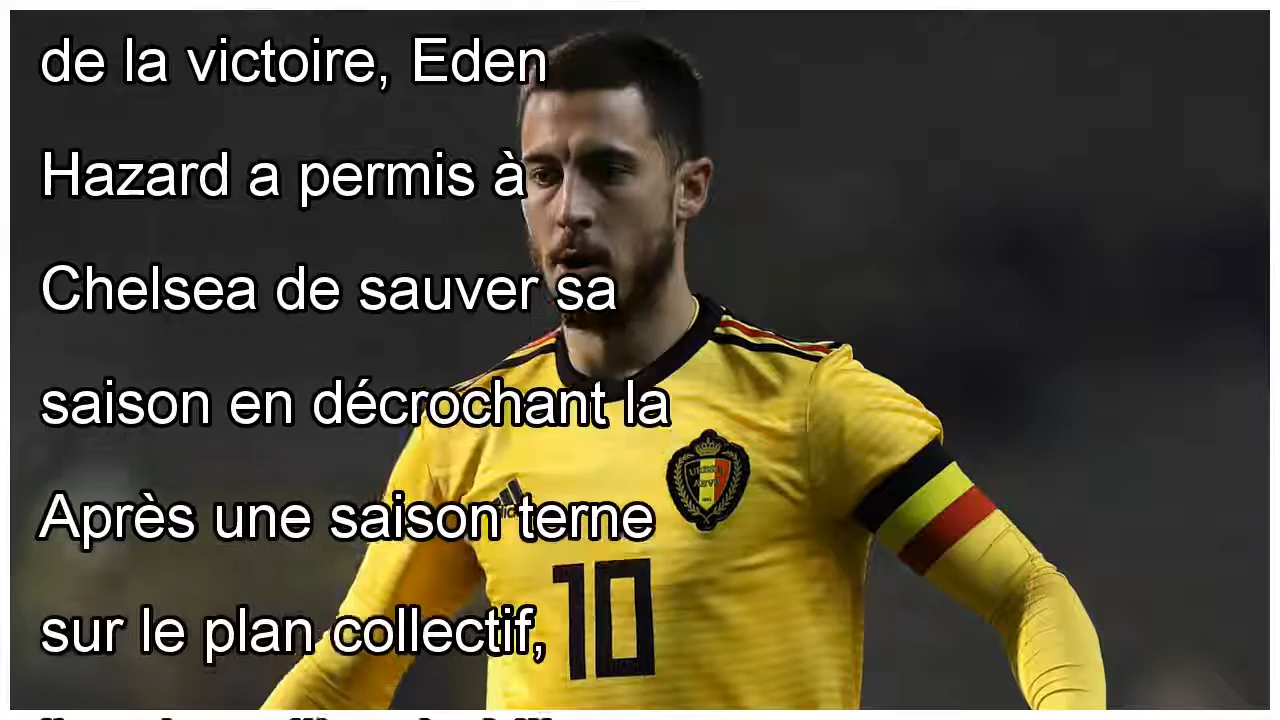 de la victoire, Eden
Hazard a permis à
Chelsea de sauver sa
saison en décrochant la
Après une saison terne
sur le plan collectif,
10